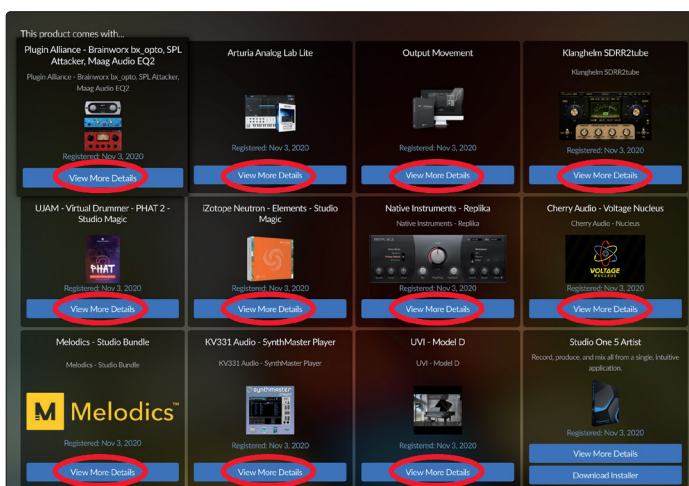 This product comes with...
Plugin Alliance - Brainworx bx_opto, SPL
Attacker, Maag Audio EQ2
Plugin Alliance - Brainworx bx_opto, SPL Attacker,
Maag Audio EQ2
Registered: Nov 3, 2020
View More Details
Arturia Analog Lab Lite
Registered: Nov 3, 2020
View More Details
Output Movement
Registered: Nov 3, 2020
View More Details
Klanghelm SDRR2tube
Klanghelm SDRR2tube
Registered: Nov 3, 2020
View More Details
UJAM - Virtual Drummer - PHAT 2 -
Studio Magic
PHAT
Registered: Nov 3, 2020
View More Details
iZotope Neutron - Elements - Studio
Magic
Registered: Nov 3, 2020
View More Details
Native Instruments - Replika
Native Instruments - Replika
REPLIKA
Registered: Nov 3, 2020
View More Details
Cherry Audio - Voltage Nucleus
Cherry Audio - Nucleus
VOLTAGE
NUCLEUS
Registered: Nov 3, 2020
View More Details
Melodics - Studio Bundle
Melodics - Studio Bundle
M Melodics™
Registered: Nov 3, 2020
View More Details
KV331 Audio - SynthMaster Player
KV331 Audio - SynthMaster Player
synthmaster
Registered: Nov 3, 2020
View More Details
UVI - Model D
UVI - Model D
Registered: Nov 3, 2020
View More Details
Studio One 5 Artist
Record, produce, and mix all from a single, intuitive
application.
Registered: Nov 3, 2020
View More Details
Download Installer